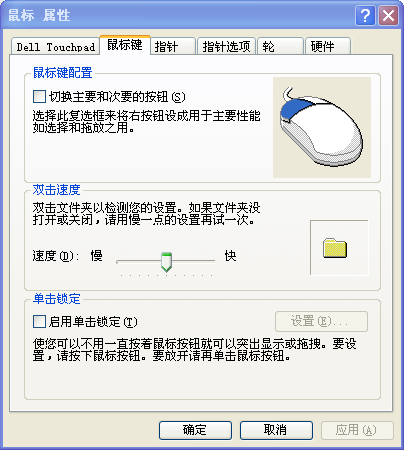 鼠标 属性
Dell Touchpad 鼠标键 指针 指针选项 轮 硬件
鼠标键配置
切换主要和次要的按钮(S)
选择此复选框来将右按钮设成用于主要性能
如选择和拖放之用。
双击速度
双击文件夹以检测您的设置。如果文件夹没
打开或关闭，请用慢一点的设置再试一次。
速度(D): 慢 快
单击锁定
启用单击锁定(T)
设置(E)...
使您可以不用一直按着鼠标按钮就可以突出显示或拖拽。要设
置，请按下鼠标按钮。要放开请再单击鼠标按钮。
确定 取消 应用(A)